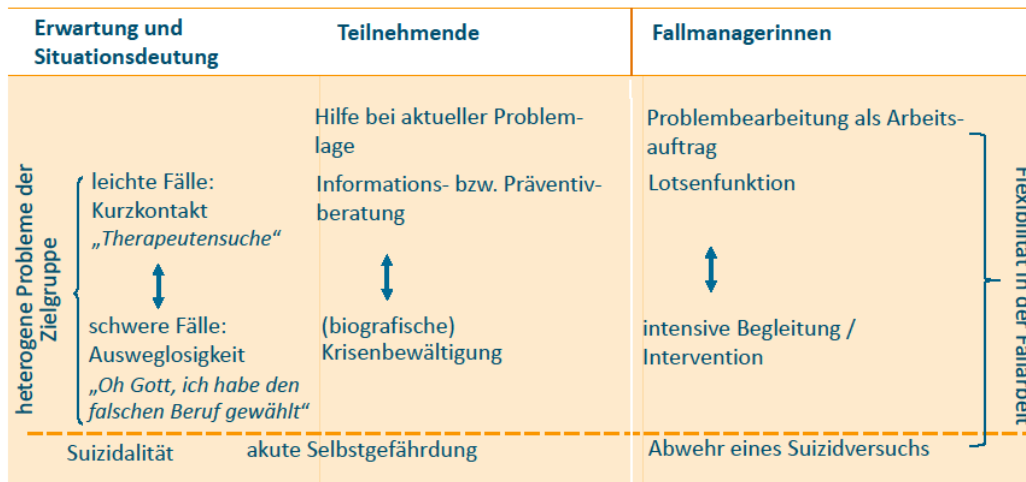 Erwartung und
Situationsdeutung
Teilnehmende
Fallmanagerinnen
heterogene Probleme der
Zielgruppe
leichte Fälle:
Kurzkontakt
„Therapeutensuche“
schwere Fälle:
Ausweglosigkeit
„Oh Gott, ich habe den
falschen Beruf gewählt“
Hilfe bei aktueller Problem-
lage
Informations- bzw. Präventiv-
beratung
(biografische)
Krisenbewältigung
Problembearbeitung als Arbeits-
auftrag
Lotsenfunktion
intensive Begleitung /
Intervention
Flexibilität in der Fallarbeit
Suizidalität
akute Selbstgefährdung
Abwehr eines Suizidversuchs